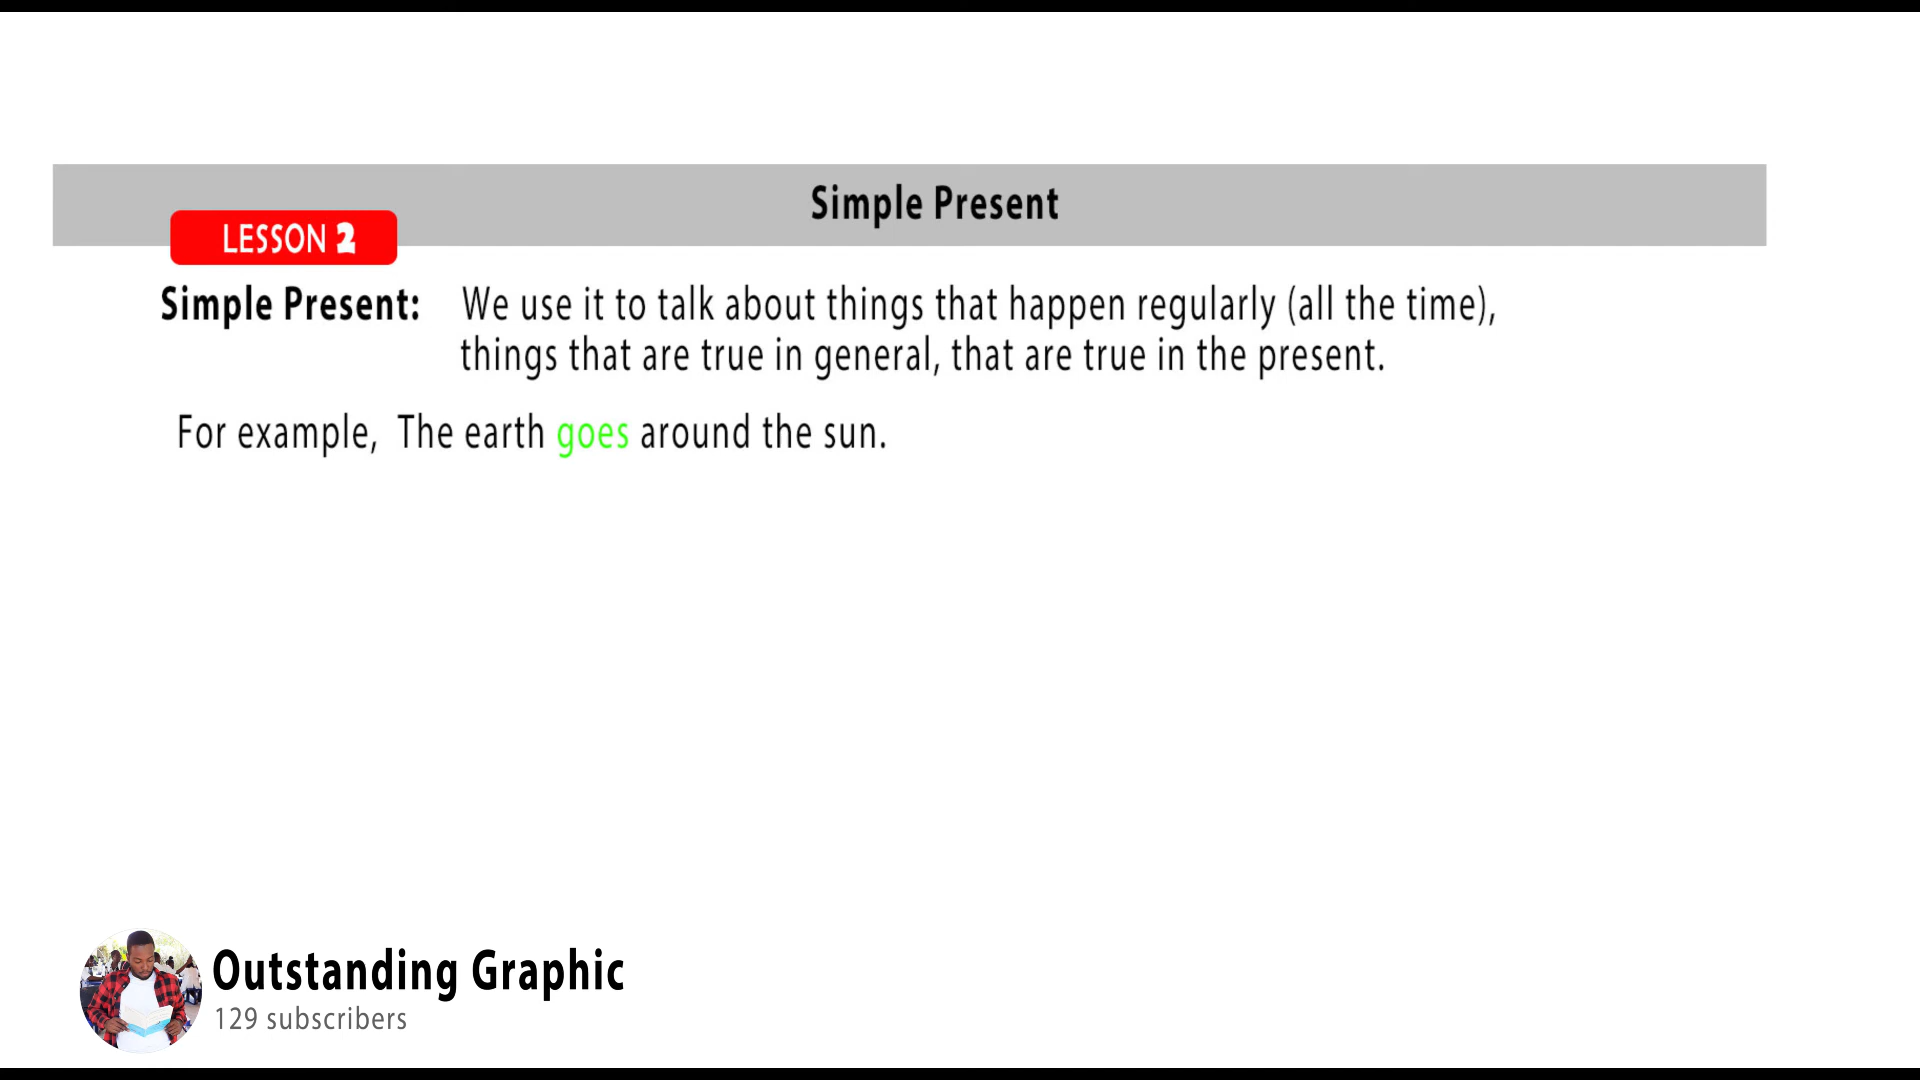 Simple Present
LESSON 2
Simple Present: We use it to talk about things that happen regularly (all the time),
things that are true in general, that are true in the present.
For example, The earth goes around the sun.
Outstanding Graphic
129 subscribers